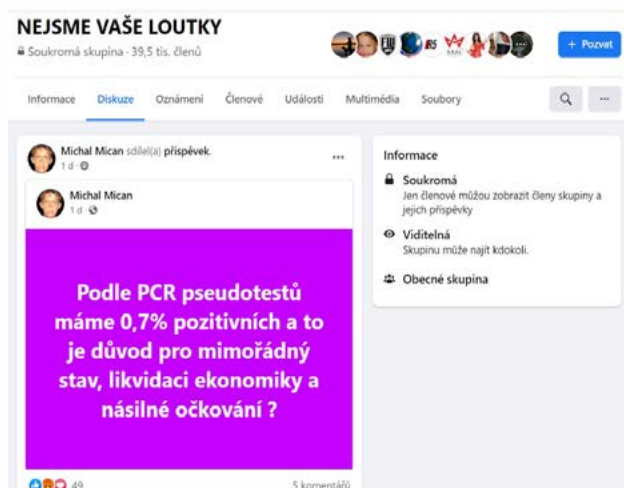 NEJSME VAŠE LOUTKY
Soukromá skupina · 39,5 tis. členů
+ Pozvat
Informace Diskuze Oznámení Členové Události Multimédia Soubory
Michal Mican sdílel(a) příspěvek.
1 d
Michal Mican
1 d
Podle PCR pseudotestů
máme 0,7% pozitivních a to
je důvod pro mimořádný
stav, likvidaci ekonomiky a
násilné očkování ?
49
5 komentářů
Informace
Soukromá
Jen členové můžou zobrazit členy skupiny a
jejich příspěvky
Viditelná
Skupinu může najít kdokoli.
Obecné skupina